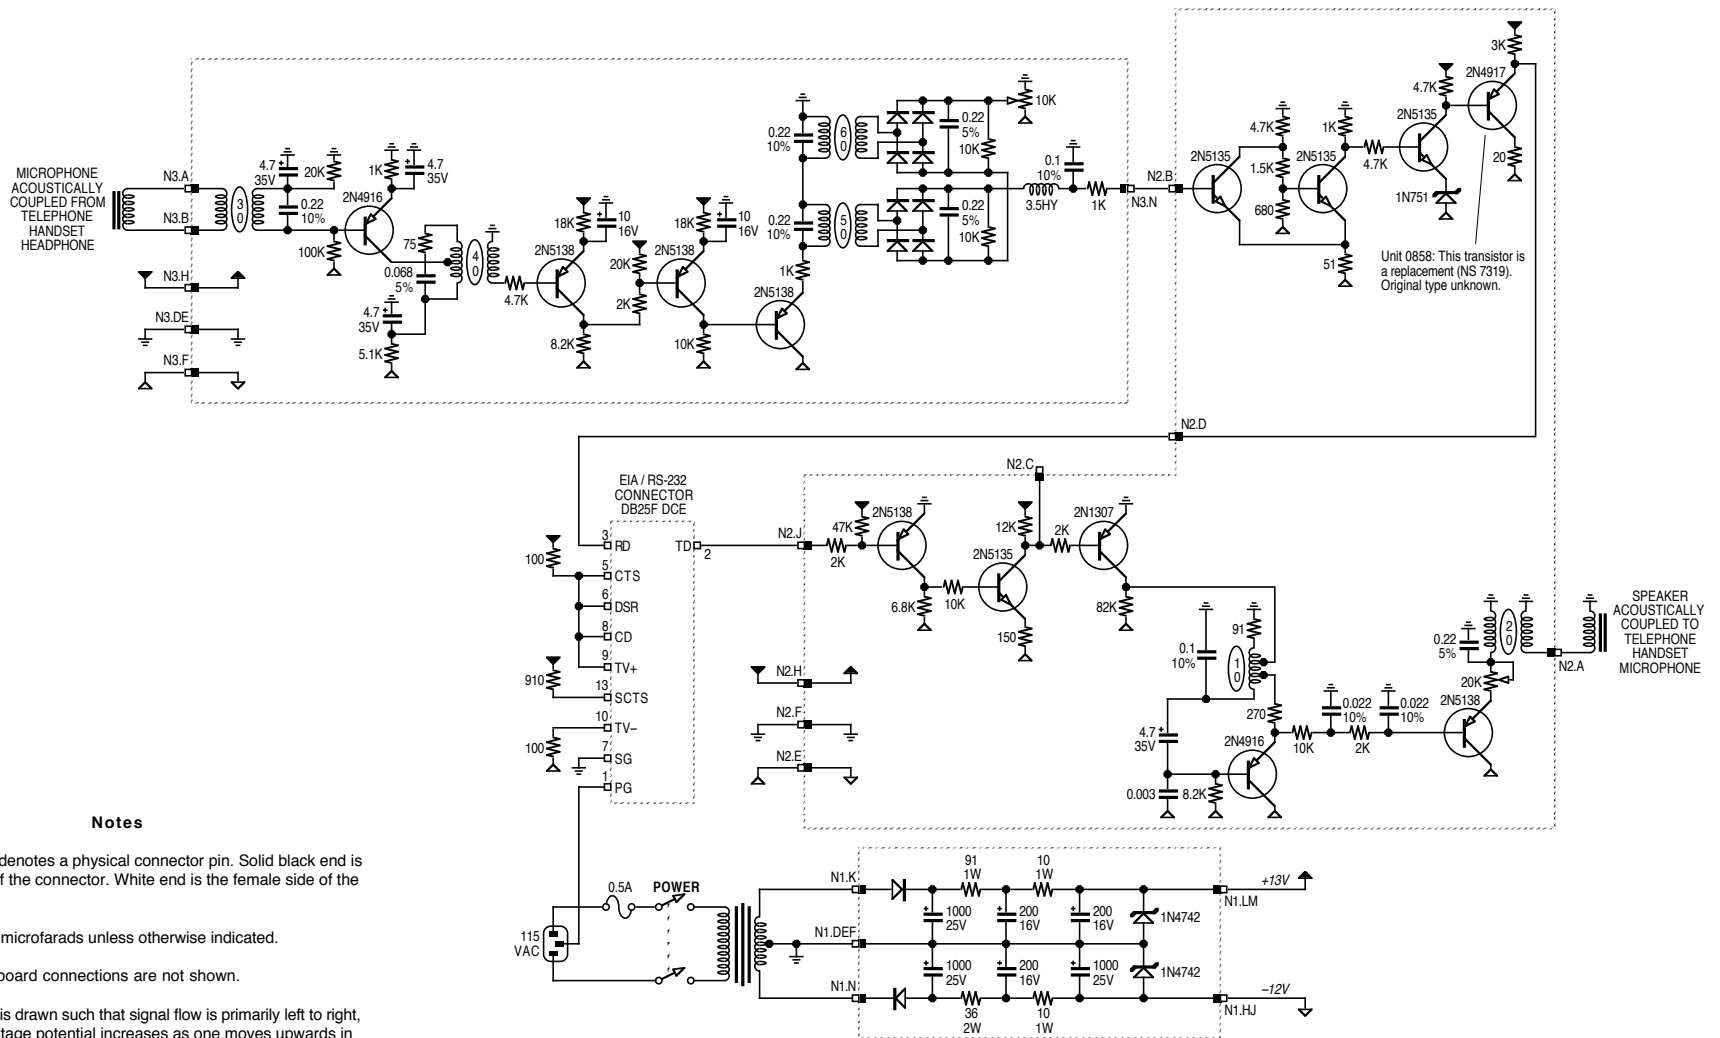 MICROPHONE
ACOUSTICALLY
COUPLED FROM
TELEPHONE
HANDSET
HEADPHONE
N3.A
N3.B
N3.H
N3.DE
N3.F
30
4.7
35V
20K
0.22
10%
100K
1K
4.7
35V
2N4916
75
0.068
5%
4.7
35V
5.1K
40
4.7K
18K
10
16V
2N5138
8.2K
20K
2K
18K
10
16V
2N5138
10K
2N5138
1K
0.22
10%
60
0.22
5%
10K
10K
0.22
10%
50
0.22
5%
10K
3.5HY
0.1
10%
1K
N3.N
N2.B
2N5135
4.7K
1.5K
680
2N5135
1K
51
4.7K
4.7K
2N5135
1N751
2N4917
3K
20
Unit 0858: This transistor is
a replacement (NS 7319).
Original type unknown.
N2.D
EIA / RS-232
CONNECTOR
DB25F DCE
3
RD
TD
2
100
5
CTS
6
DSR
8
CD
9
TV+
910
13
SCTS
10
TV–
100
7
SG
1
PG
N2.J
2K
47K
2N5138
6.8K
10K
2N5135
12K
150
N2.C
2K
2N1307
82K
N2.H
N2.F
N2.E
0.1
10%
91
10
270
4.7
35V
2N4916
0.003
8.2K
10K
0.022
10%
2K
0.022
10%
2N5138
20K
0.22
5%
20
N2.A
SPEAKER
ACOUSTICALLY
COUPLED TO
TELEPHONE
HANDSET
MICROPHONE
115
VAC
0.5A
POWER
N1.K
N1.DEF
N1.N
91
1W
10
1W
1000
25V
200
16V
200
16V
1N4742
+13V
N1.LM
1000
25V
200
16V
1000
25V
1N4742
36
2W
10
1W
–12V
N1.HJ
Notes
denotes a physical connector pin. Solid black end is
f the connector. White end is the female side of the
microfarads unless otherwise indicated.
board connections are not shown.
is drawn such that signal flow is primarily left to right,
tage potential increases as one moves upwards in